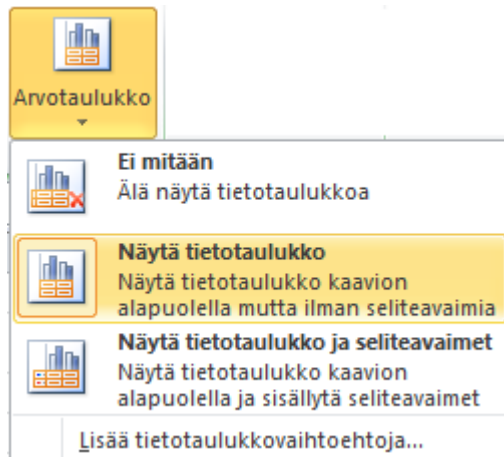 Arvotaulukko
Ei mitään
Älä näytä tietotaulukkoa
Näytä tietotaulukko
Näytä tietotaulukko kaavion
alapuolella mutta ilman seliteavaimia
Näytä tietotaulukko ja seliteavaimet
Näytä tietotaulukko kaavion
alapuolella ja sisällytä seliteavaimet
Lisää tietotaulukkovaihtoehtoja...